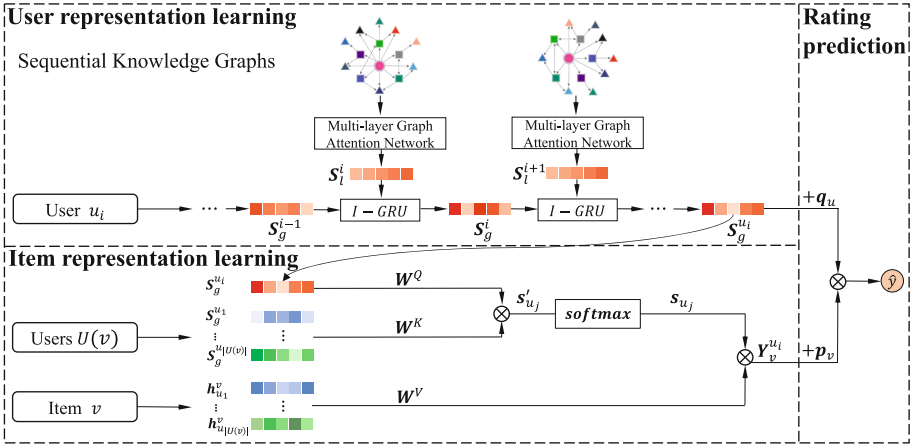 User representation learning
Rating
prediction
Sequential Knowledge Graphs
Multi-layer Graph
Attention Network
Multi-layer Graph
Attention Network
S_l^i
S_l^{i+1}
User u_i
...
I − GRU
I − GRU
...
+q_u
S_g^{i−1}
S_g^i
S_g^{u_i}
Item representation learning
S_g^{u_i}
W^Q
ŷ
S_g^{u_1}
s'_{u_j}
softmax
s_{u_j}
Users U(v)
...
⋮
⋮
W^K
S_g^{u_{|U(v)|}}
Y_v^{u_i}
+p_v
h_{u_1}^v
W^V
Item v
...
⋮
⋮
h_{u_{|U(v)|}}^v